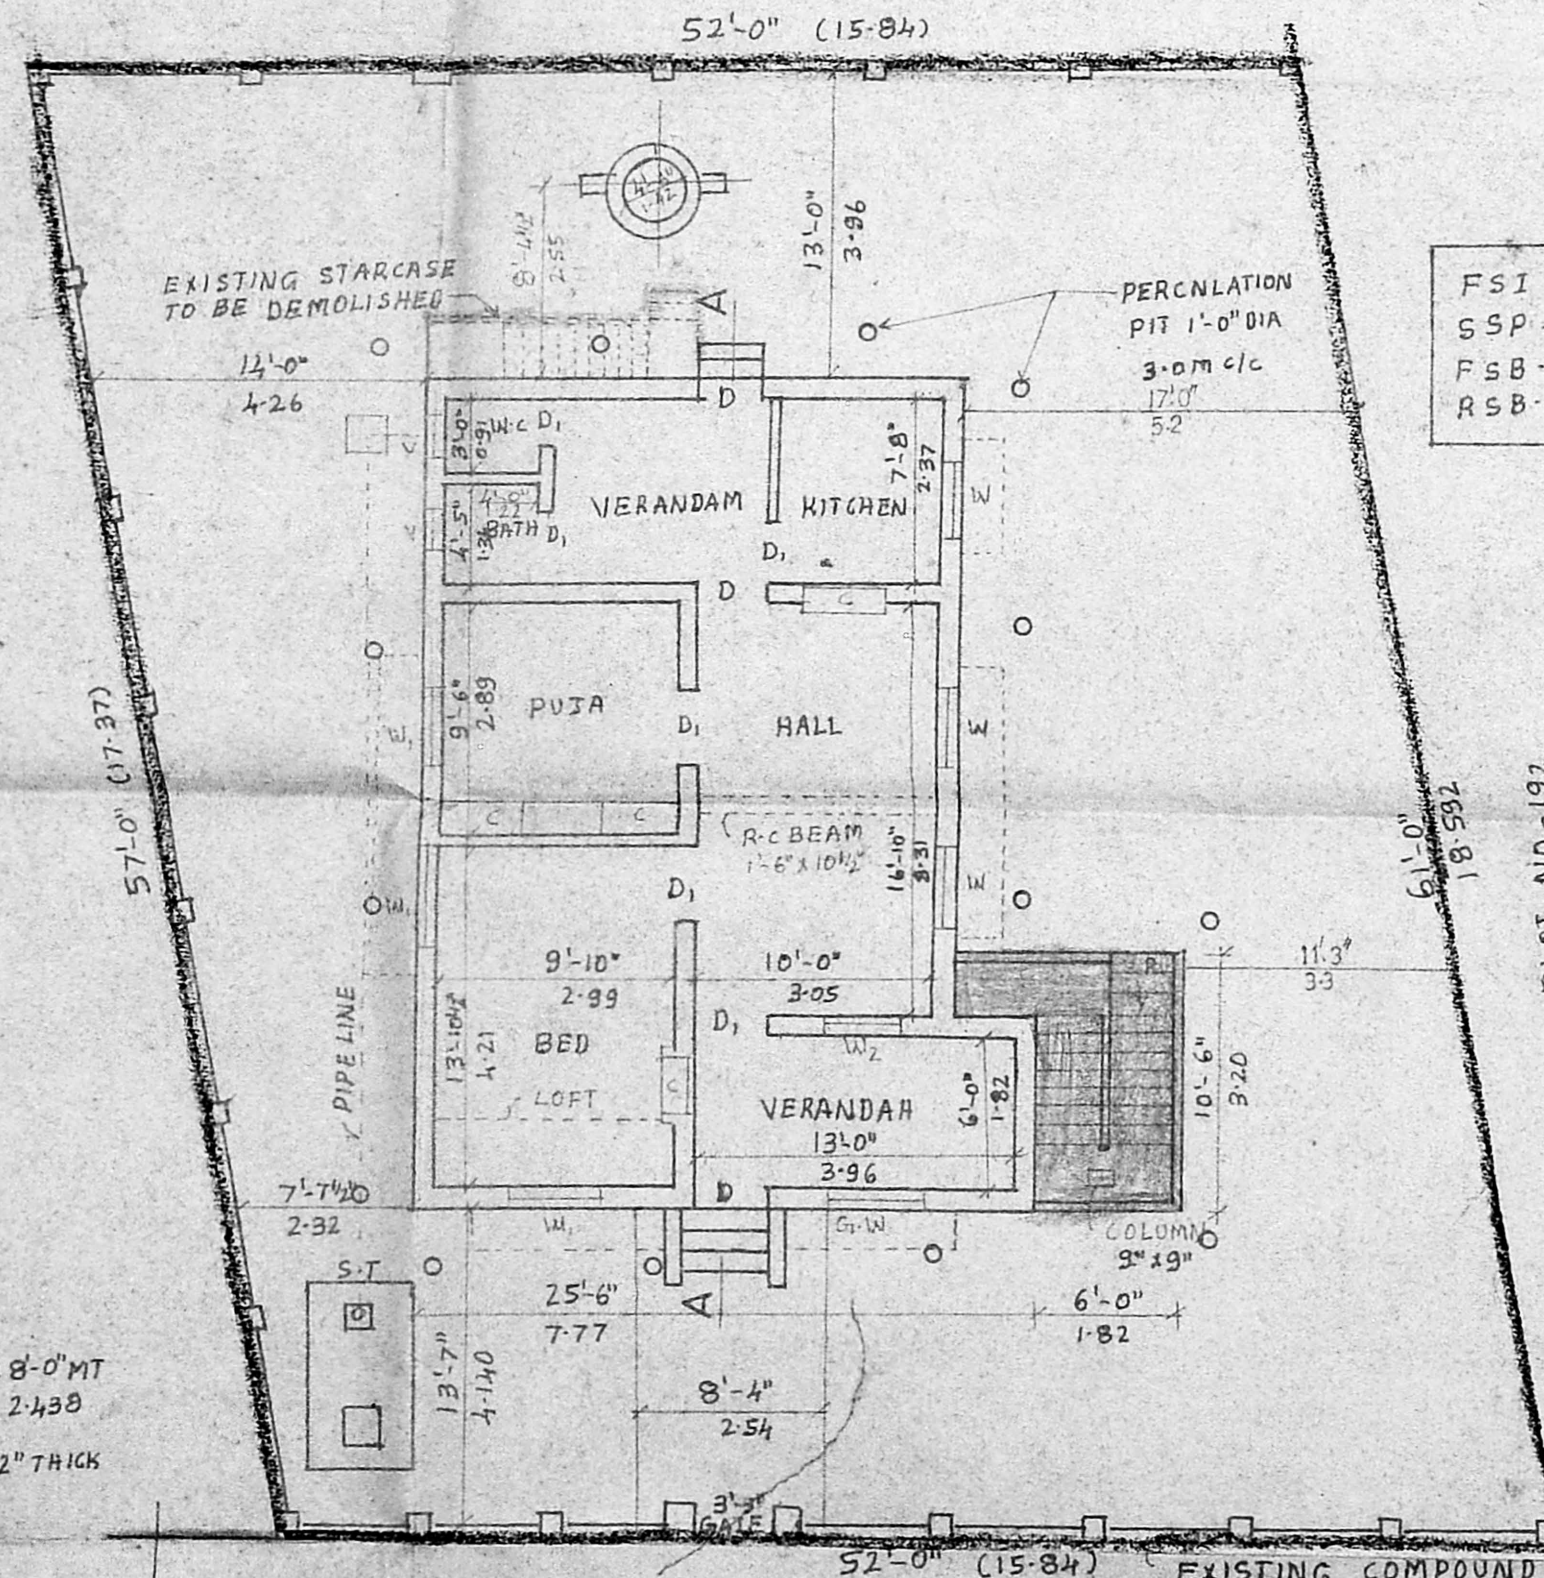 52'-0" (15·84)
13'-0"
3·96
8'-4½"
2·55
EXISTING STARCASE
TO BE DEMOLISHED
A
PERCNLATION
PIT 1'-0" DIA
3·0m C/C
FSI
SSP
FSB-
RSB-
14'-0"
4·26
17'0"
5·2
D
3'-0"
0·91
W·C D1
V
7'-8"
2·37
W
VERANDAM
KITCHEN
4'-0"
1·22
BATH D1
4'-5"
1·34
V
D1
D
C
9'-6"
2·89
PUJA
D1
HALL
W1
W
57'-0" (17·37)
C
C
R·C BEAM
1'-6" X 10½"
16'-10"
W
D1
W1
61'-0"
18·592
9'-10"
2·99
10'-0"
3·05
11'·3"
3·3
13'-10½"
4·21
BED
LOFT
C
D1
W2
PIPE LINE
VERANDAH
13'-0"
3·96
6'-0"
1·82
10'-6"
3·20
7'-7½"
2·32
D
W1
G·W
COLUMN
9" x 9"
S·T
25'-6"
7·77
A
6'-0"
1·82
8'-0" MT
2·438
2" THICK
13'-7"
4·140
8'-4"
2·54
GATE
52'-0" (15·84)
EXISTING COMPOUND